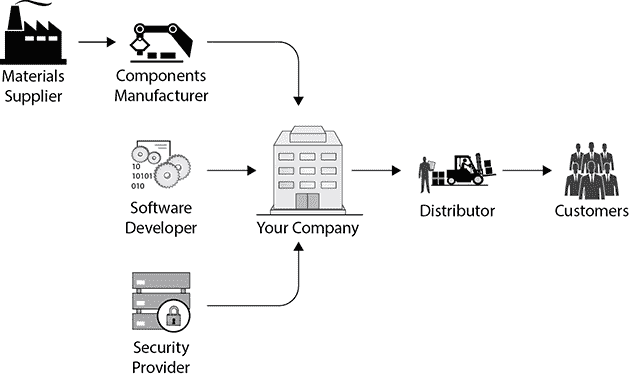 Materials
Supplier
Components
Manufacturer
10
10101
010
Software
Developer
Your Company
Distributor
Customers
Security
Provider